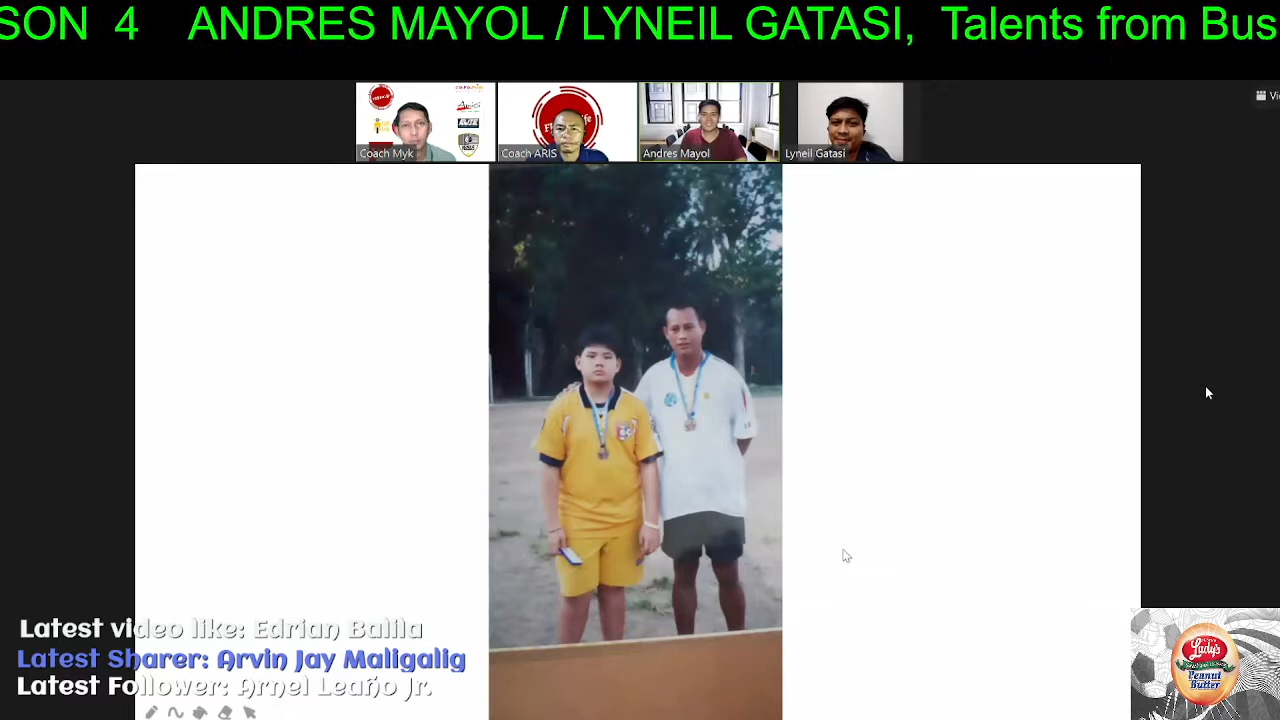 SON 4 ANDRES MAYOL / LYNEIL GATASI, Talents from Bus
Coach Myk
Coach ARIS
Andres Mayol
Lyneil Gatasi
Latest video like: Edrian Balila
Latest Sharer: Arvin Jay Maligalig
Latest Follower: Arnel Leaño Jr.
Lady's
Peanut
Butter